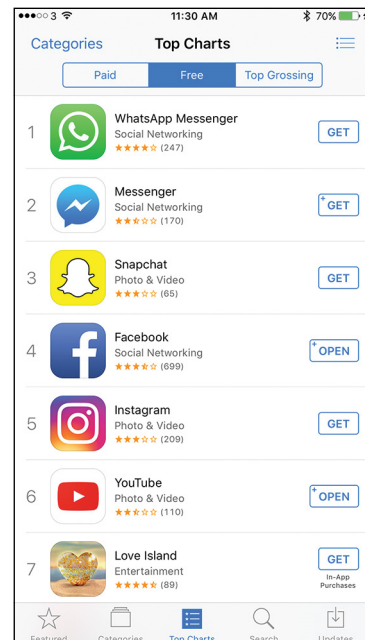 3 11:30 AM 70%
Categories Top Charts
Paid Free Top Grossing
1 WhatsApp Messenger
Social Networking
(247)
GET
2 Messenger
Social Networking
(170)
+GET
3 Snapchat
Photo & Video
(65)
GET
4 Facebook
Social Networking
(699)
+OPEN
5 Instagram
Photo & Video
(209)
GET
6 YouTube
Photo & Video
(110)
+OPEN
7 Love Island
Entertainment
(89)
GET
In-App
Purchases
Featured Categories Top Charts Search Updates